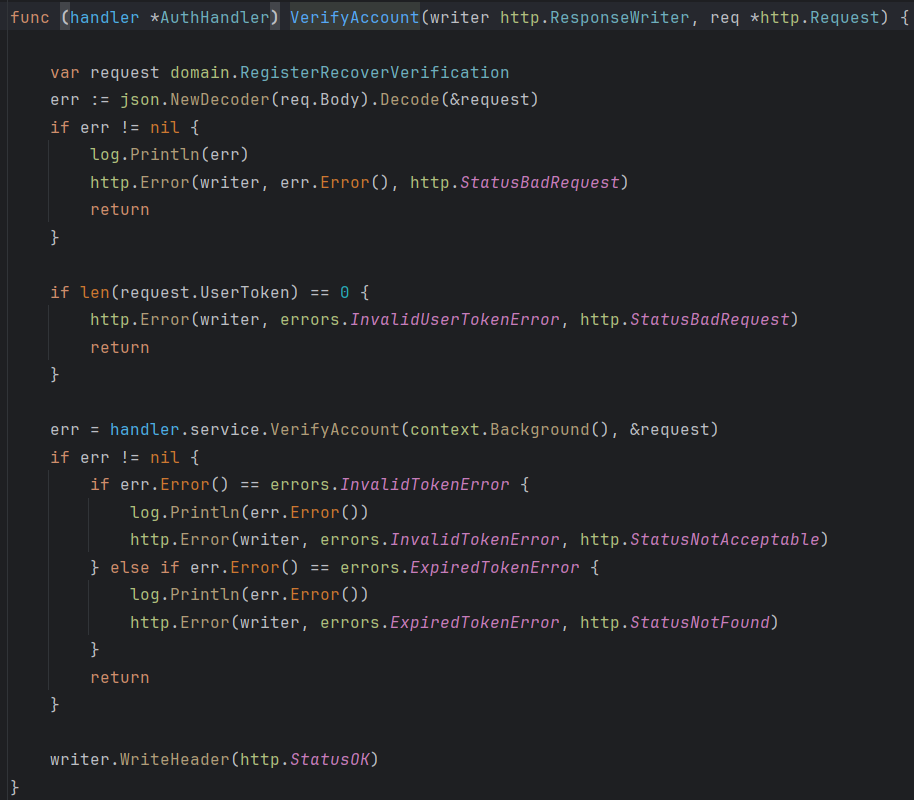 func (handler *AuthHandler) VerifyAccount(writer http.ResponseWriter, req *http.Request) {
    var request domain.RegisterRecoverVerification
    err := json.NewDecoder(req.Body).Decode(&request)
    if err != nil {
        log.Println(err)
        http.Error(writer, err.Error(), http.StatusBadRequest)
        return
    }
    if len(request.UserToken) == 0 {
        http.Error(writer, errors.InvalidUserTokenError, http.StatusBadRequest)
        return
    }
    err = handler.service.VerifyAccount(context.Background(), &request)
    if err != nil {
        if err.Error() == errors.InvalidTokenError {
            log.Println(err.Error())
            http.Error(writer, errors.InvalidTokenError, http.StatusNotAcceptable)
        } else if err.Error() == errors.ExpiredTokenError {
            log.Println(err.Error())
            http.Error(writer, errors.ExpiredTokenError, http.StatusNotFound)
        }
        return
    }
    writer.WriteHeader(http.StatusOK)
}